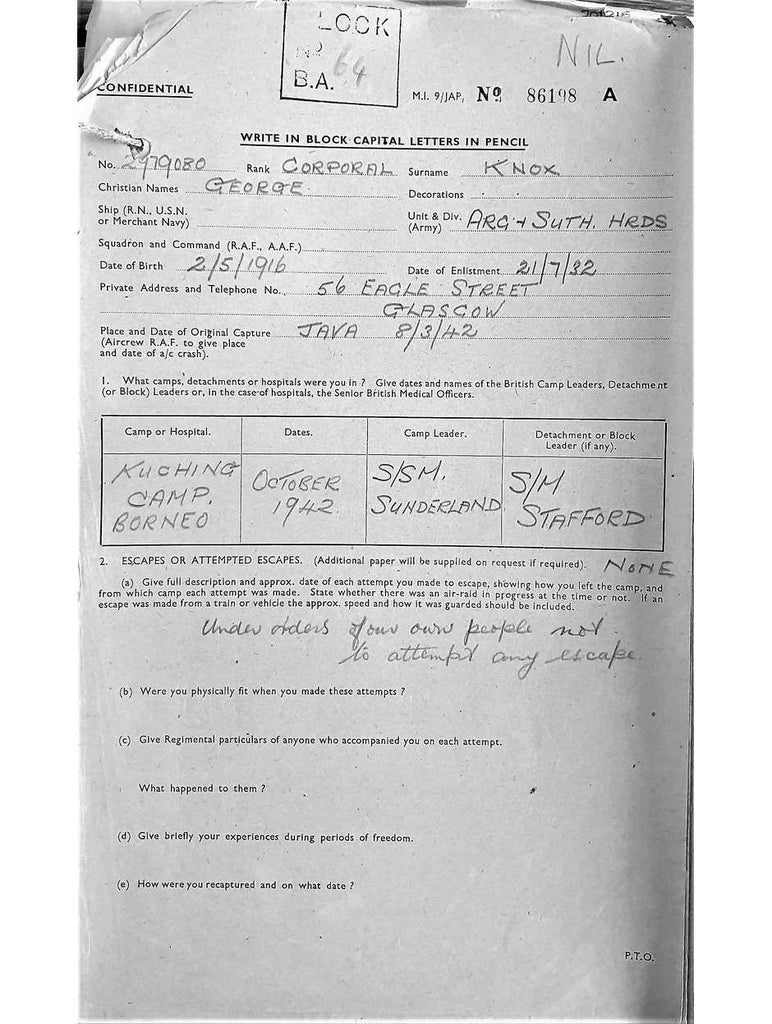 LOCK
Nº
B.A. 64
NIL.
CONFIDENTIAL
M.I. 9/JAP, Nº 86198 A
WRITE IN BLOCK CAPITAL LETTERS IN PENCIL
No. 2979080 Rank CORPORAL Surname KNOX
Christian Names GEORGE Decorations
Ship (R.N., U.S.N.
or Merchant Navy)
Unit & Div.
(Army) ARG + SUTH. HRDS
Squadron and Command (R.A.F., A.A.F.)
Date of Birth 2/5/1916 Date of Enlistment 21/7/32
Private Address and Telephone No. 56 EAGLE STREET
GLASGOW
Place and Date of Original Capture JAVA 8/3/42
(Aircrew R.A.F. to give place
and date of a/c crash).
1. What camps, detachments or hospitals were you in ? Give dates and names of the British Camp Leaders, Detachment
(or Block) Leaders or, in the case of hospitals, the Senior British Medical Officers.
Camp or Hospital. Dates. Camp Leader. Detachment or Block
Leader (if any).
KUCHING OCTOBER S/SM. S/M
CAMP. 1942 SUNDERLAND STAFFORD
BORNEO
2. ESCAPES OR ATTEMPTED ESCAPES. (Additional paper will be supplied on request if required). NONE
(a) Give full description and approx. date of each attempt you made to escape, showing how you left the camp, and
from which camp each attempt was made. State whether there was an air-raid in progress at the time or not. If an
escape was made from a train or vehicle the approx. speed and how it was guarded should be included.
Under orders of our own people not
to attempt any escape.
(b) Were you physically fit when you made these attempts ?
(c) Give Regimental particulars of anyone who accompanied you on each attempt.
What happened to them ?
(d) Give briefly your experiences during periods of freedom.
(e) How were you recaptured and on what date ?
P.T.O.